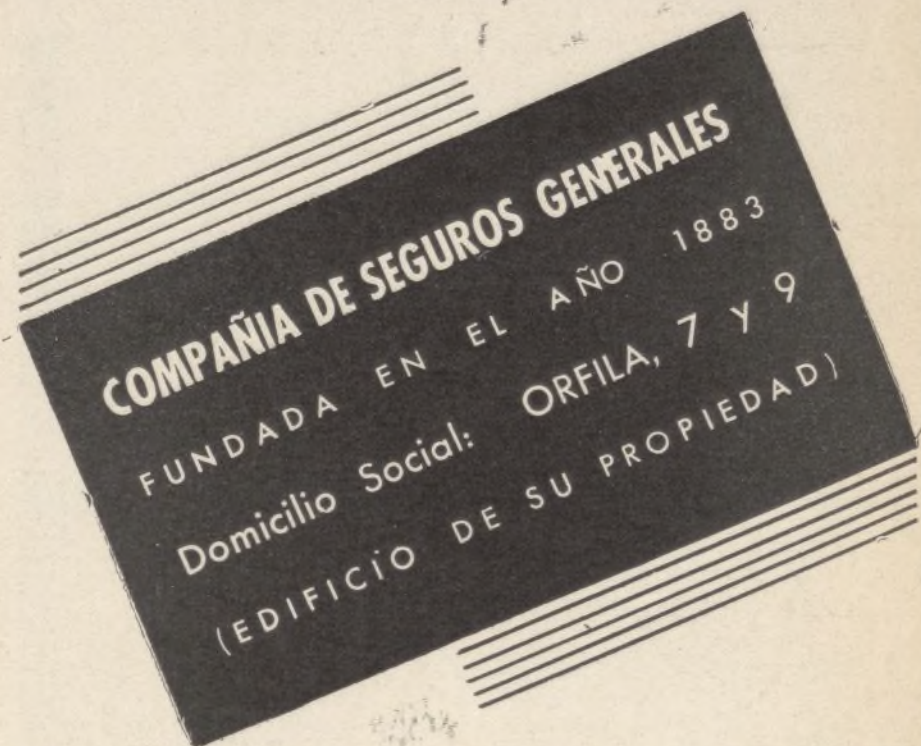 COMPAÑIA DE SEGUROS GENERALES
FUNDADA EN EL AÑO 1883
Domicilio Social: ORFILA, 7 y 9
(EDIFICIO DE SU PROPIEDAD)